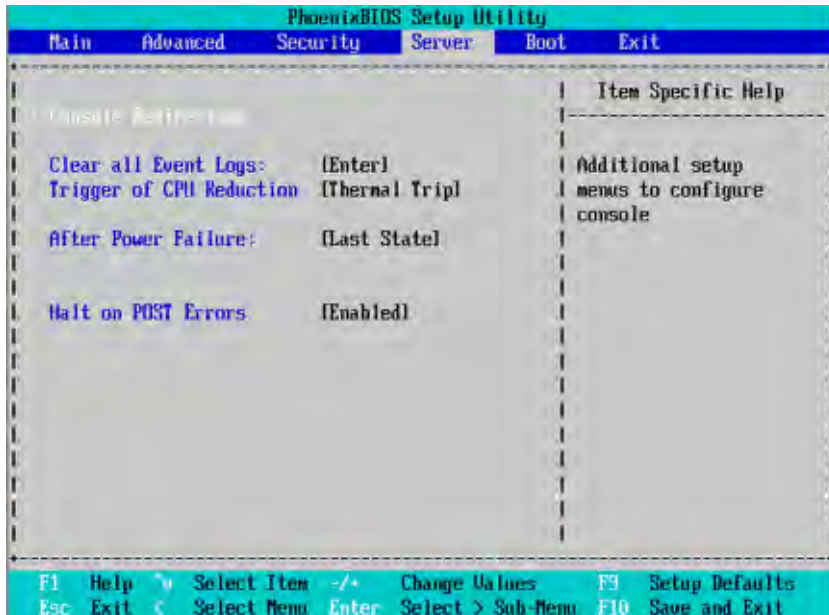 PhoenixBIOS Setup Utility
Main Advanced Security Server Boot Exit
Item Specific Help
Console Redirection
Clear all Event Logs: [Enter]
Trigger of CPU Reduction [Thermal Trip]
After Power Failure: [Last State]
Halt on POST Errors [Enabled]
Additional setup
menus to configure
console
F1 Help ^v Select Item -/+ Change Values F9 Setup Defaults
Esc Exit < Select Menu Enter Select > Sub-Menu F10 Save and Exit